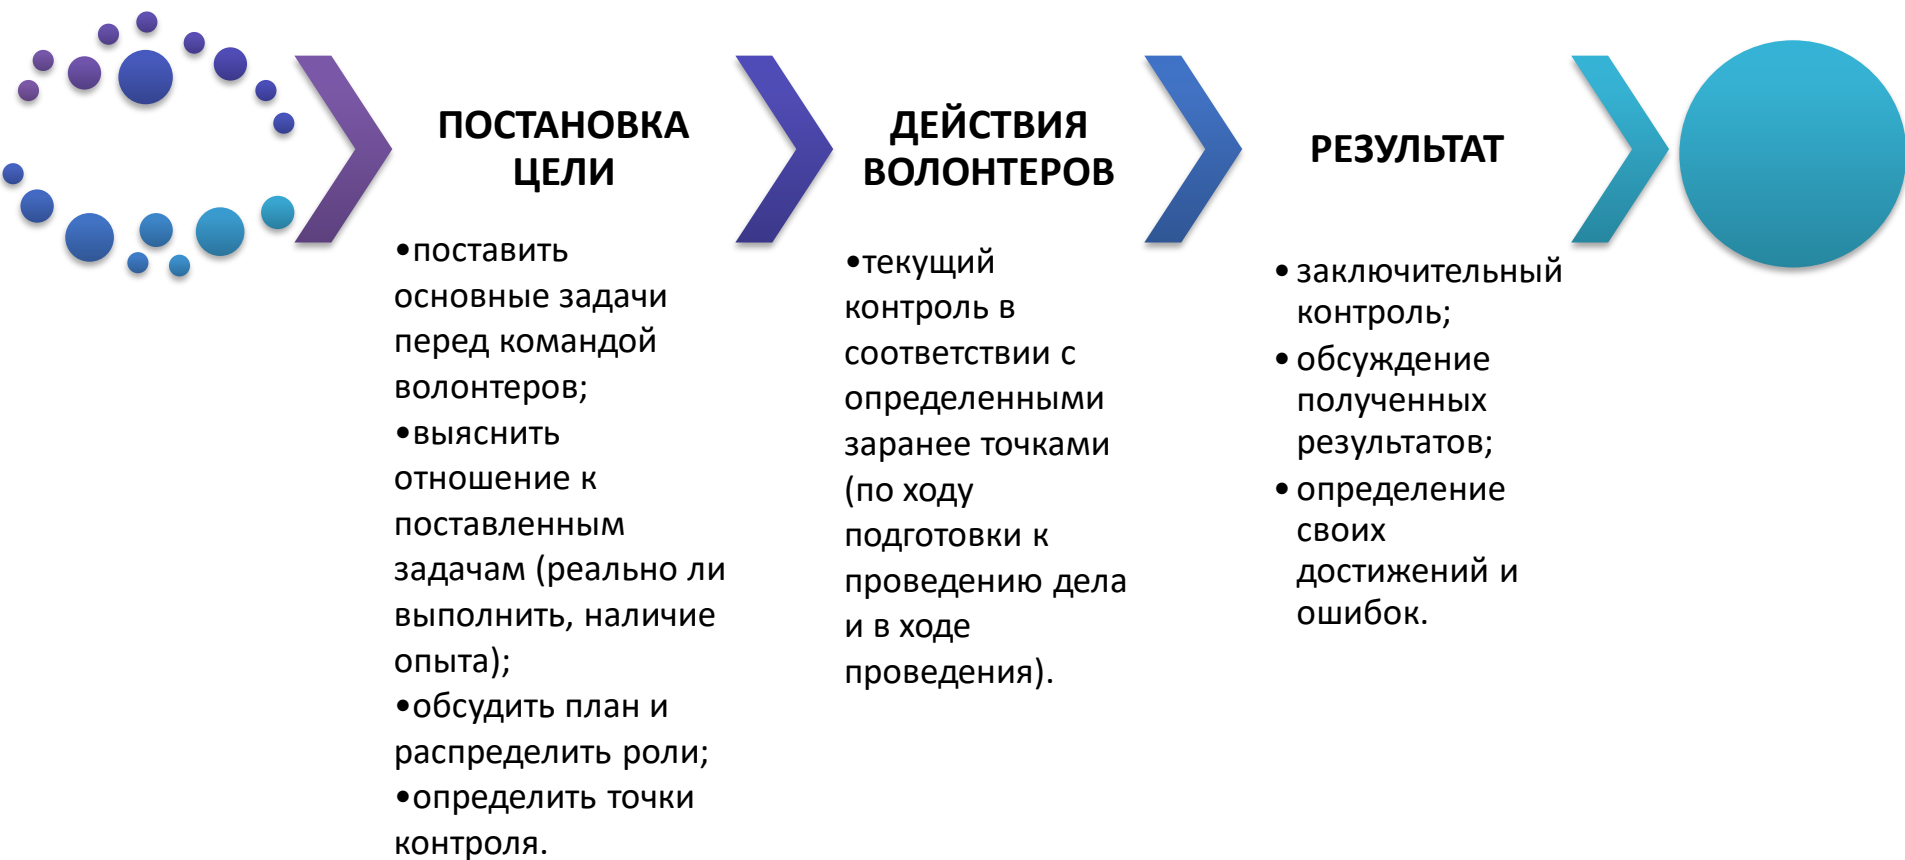 ПОСТАНОВКА
ЦЕЛИ
•поставить
основные задачи
перед командой
волонтеров;
•выяснить
отношение к
поставленным
задачам (реально ли
выполнить, наличие
опыта);
•обсудить план и
распределить роли;
•определить точки
контроля.
ДЕЙСТВИЯ
ВОЛОНТЕРОВ
•текущий
контроль в
соответствии с
определенными
заранее точками
(по ходу
подготовки к
проведению дела
и в ходе
проведения).
РЕЗУЛЬТАТ
• заключительный
контроль;
• обсуждение
полученных
результатов;
• определение
своих
достижений и
ошибок.